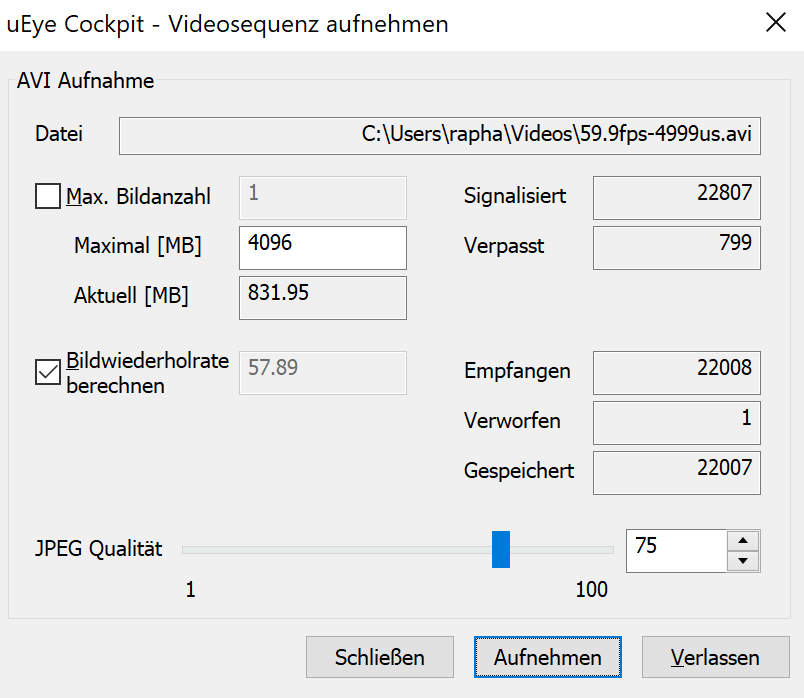 uEye Cockpit - Videosequenz aufnehmen
AVI Aufnahme
Datei C:\Users\rapha\Videos\59.9fps-4999us.avi
Max. Bildanzahl 1 Signalisiert 22807
Maximal [MB] 4096 Verpasst 799
Aktuell [MB] 831.95
Bildwiederholrate
berechnen 57.89 Empfangen 22008
Verworfen 1
Gespeichert 22007
JPEG Qualität 75
1 100
Schließen Aufnehmen Verlassen